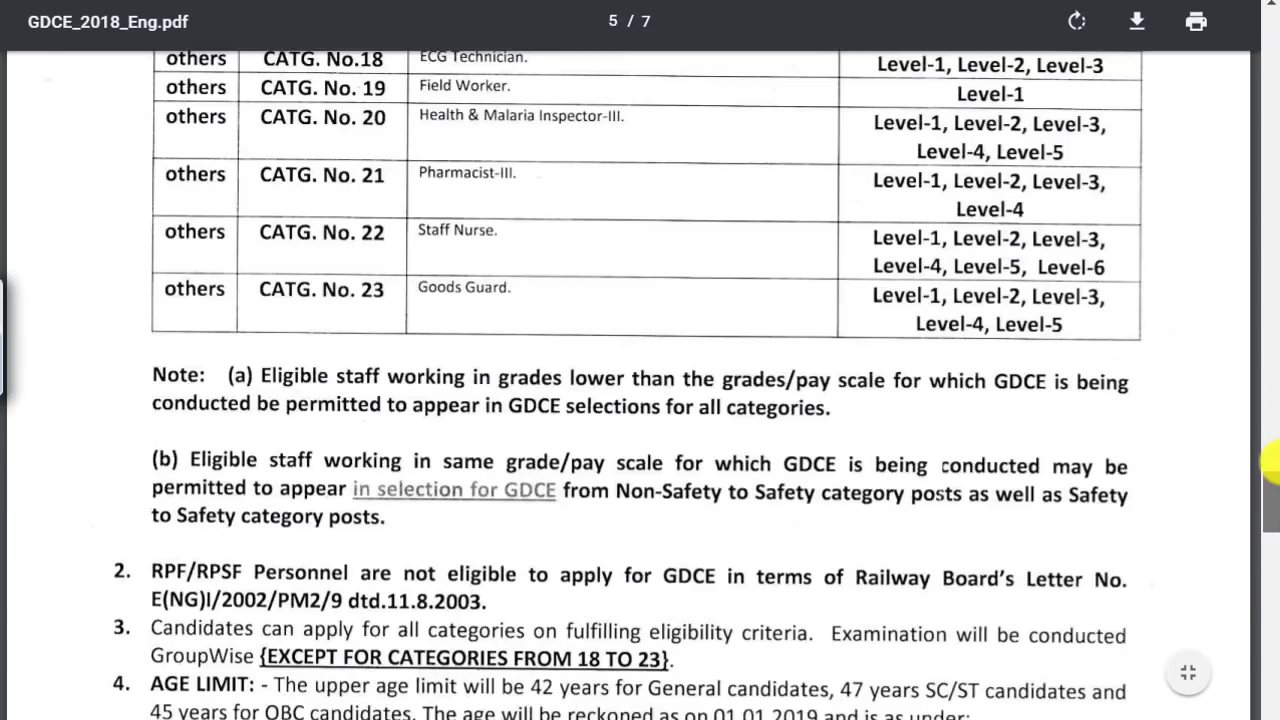 GDCE_2018_Eng.pdf 5 / 7
others CATG. No.18 ECG Technician. Level-1, Level-2, Level-3
others CATG. No. 19 Field Worker. Level-1
others CATG. No. 20 Health & Malaria Inspector-III. Level-1, Level-2, Level-3,
Level-4, Level-5
others CATG. No. 21 Pharmacist-III. Level-1, Level-2, Level-3,
Level-4
others CATG. No. 22 Staff Nurse. Level-1, Level-2, Level-3,
Level-4, Level-5, Level-6
others CATG. No. 23 Goods Guard. Level-1, Level-2, Level-3,
Level-4, Level-5
Note: (a) Eligible staff working in grades lower than the grades/pay scale for which GDCE is being
conducted be permitted to appear in GDCE selections for all categories.
(b) Eligible staff working in same grade/pay scale for which GDCE is being conducted may be
permitted to appear in selection for GDCE from Non-Safety to Safety category posts as well as Safety
to Safety category posts.
2. RPF/RPSF Personnel are not eligible to apply for GDCE in terms of Railway Board's Letter No.
E(NG)I/2002/PM2/9 dtd.11.8.2003.
3. Candidates can apply for all categories on fulfilling eligibility criteria. Examination will be conducted
GroupWise {EXCEPT FOR CATEGORIES FROM 18 TO 23}.
4. AGE LIMIT: - The upper age limit will be 42 years for General candidates, 47 years SC/ST candidates and
45 years for OBC candidates. The age will be reckoned as on 01.01.2019 and is as under: